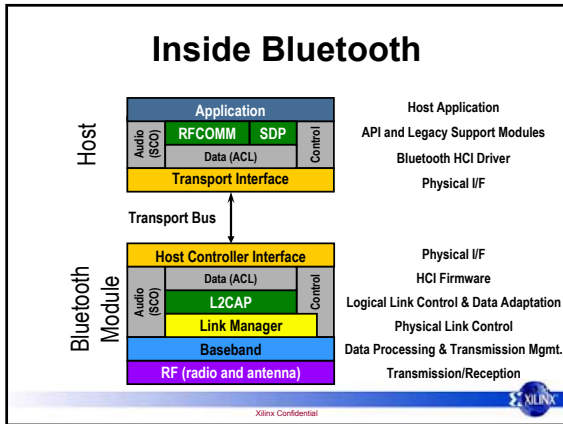 Inside Bluetooth
Host
Application
Host Application
Audio (SCO)
RFCOMM
SDP
Control
API and Legacy Support Modules
Data (ACL)
Bluetooth HCI Driver
Transport Interface
Physical I/F
Transport Bus
Bluetooth Module
Host Controller Interface
Physical I/F
Audio (SCO)
Data (ACL)
Control
HCI Firmware
L2CAP
Logical Link Control & Data Adaptation
Link Manager
Physical Link Control
Baseband
Data Processing & Transmission Mgmt.
RF (radio and antenna)
Transmission/Reception
Xilinx Confidential
XILINX